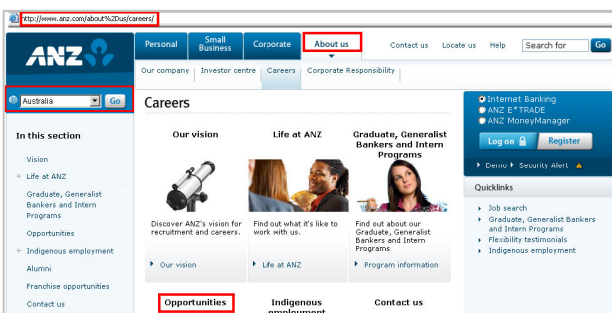 http://www.anz.com/about%2Dus/careers/
ANZ
Personal
Small Business
Corporate
About us
Contact us
Locate us
Help
Search for
Go
Our company
Investor centre
Careers
Corporate Responsibility
Australia
Go
Careers
Internet Banking
ANZ E*TRADE
ANZ MoneyManager
Log on
Register
Demo
Security Alert
In this section
Vision
+ Life at ANZ
Graduate, Generalist
Bankers and Intern
Programs
Opportunities
+ Indigenous employment
Alumni
Franchise opportunities
Contact us
Our vision
Discover ANZ's vision for
recruitment and careers.
Our vision
Life at ANZ
Find out what it's like to
work with us.
Life at ANZ
Graduate, Generalist
Bankers and Intern
Programs
Find out about our
Graduate, Generalist
Bankers and Intern
Programs
Program information
Quicklinks
Job search
Graduate, Generalist Bankers
and Intern Programs
Flexibility testimonials
Indigenous employment
Opportunities
Indigenous
employment
Contact us